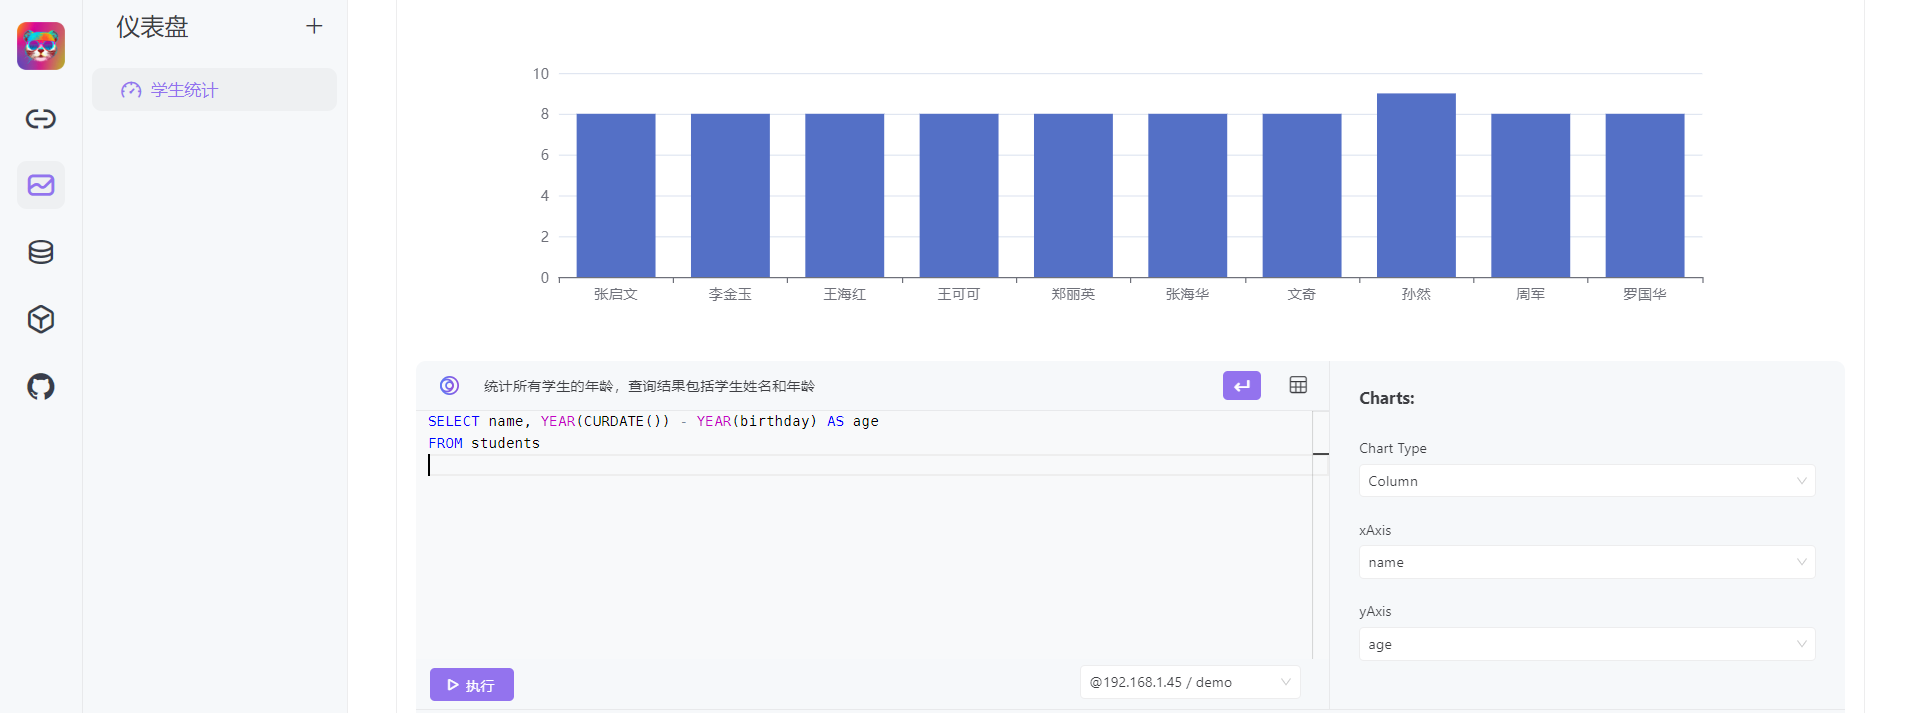 仪表盘
学生统计
10
8
6
4
2
0
张启文 李金玉 王海红 王可可 郑丽英 张海华 文奇 孙然 周军 罗国华
统计所有学生的年龄，查询结果包括学生姓名和年龄
SELECT name, YEAR(CURDATE()) - YEAR(birthday) AS age
FROM students
执行
@192.168.1.45 / demo
Charts:
Chart Type
Column
xAxis
name
yAxis
age